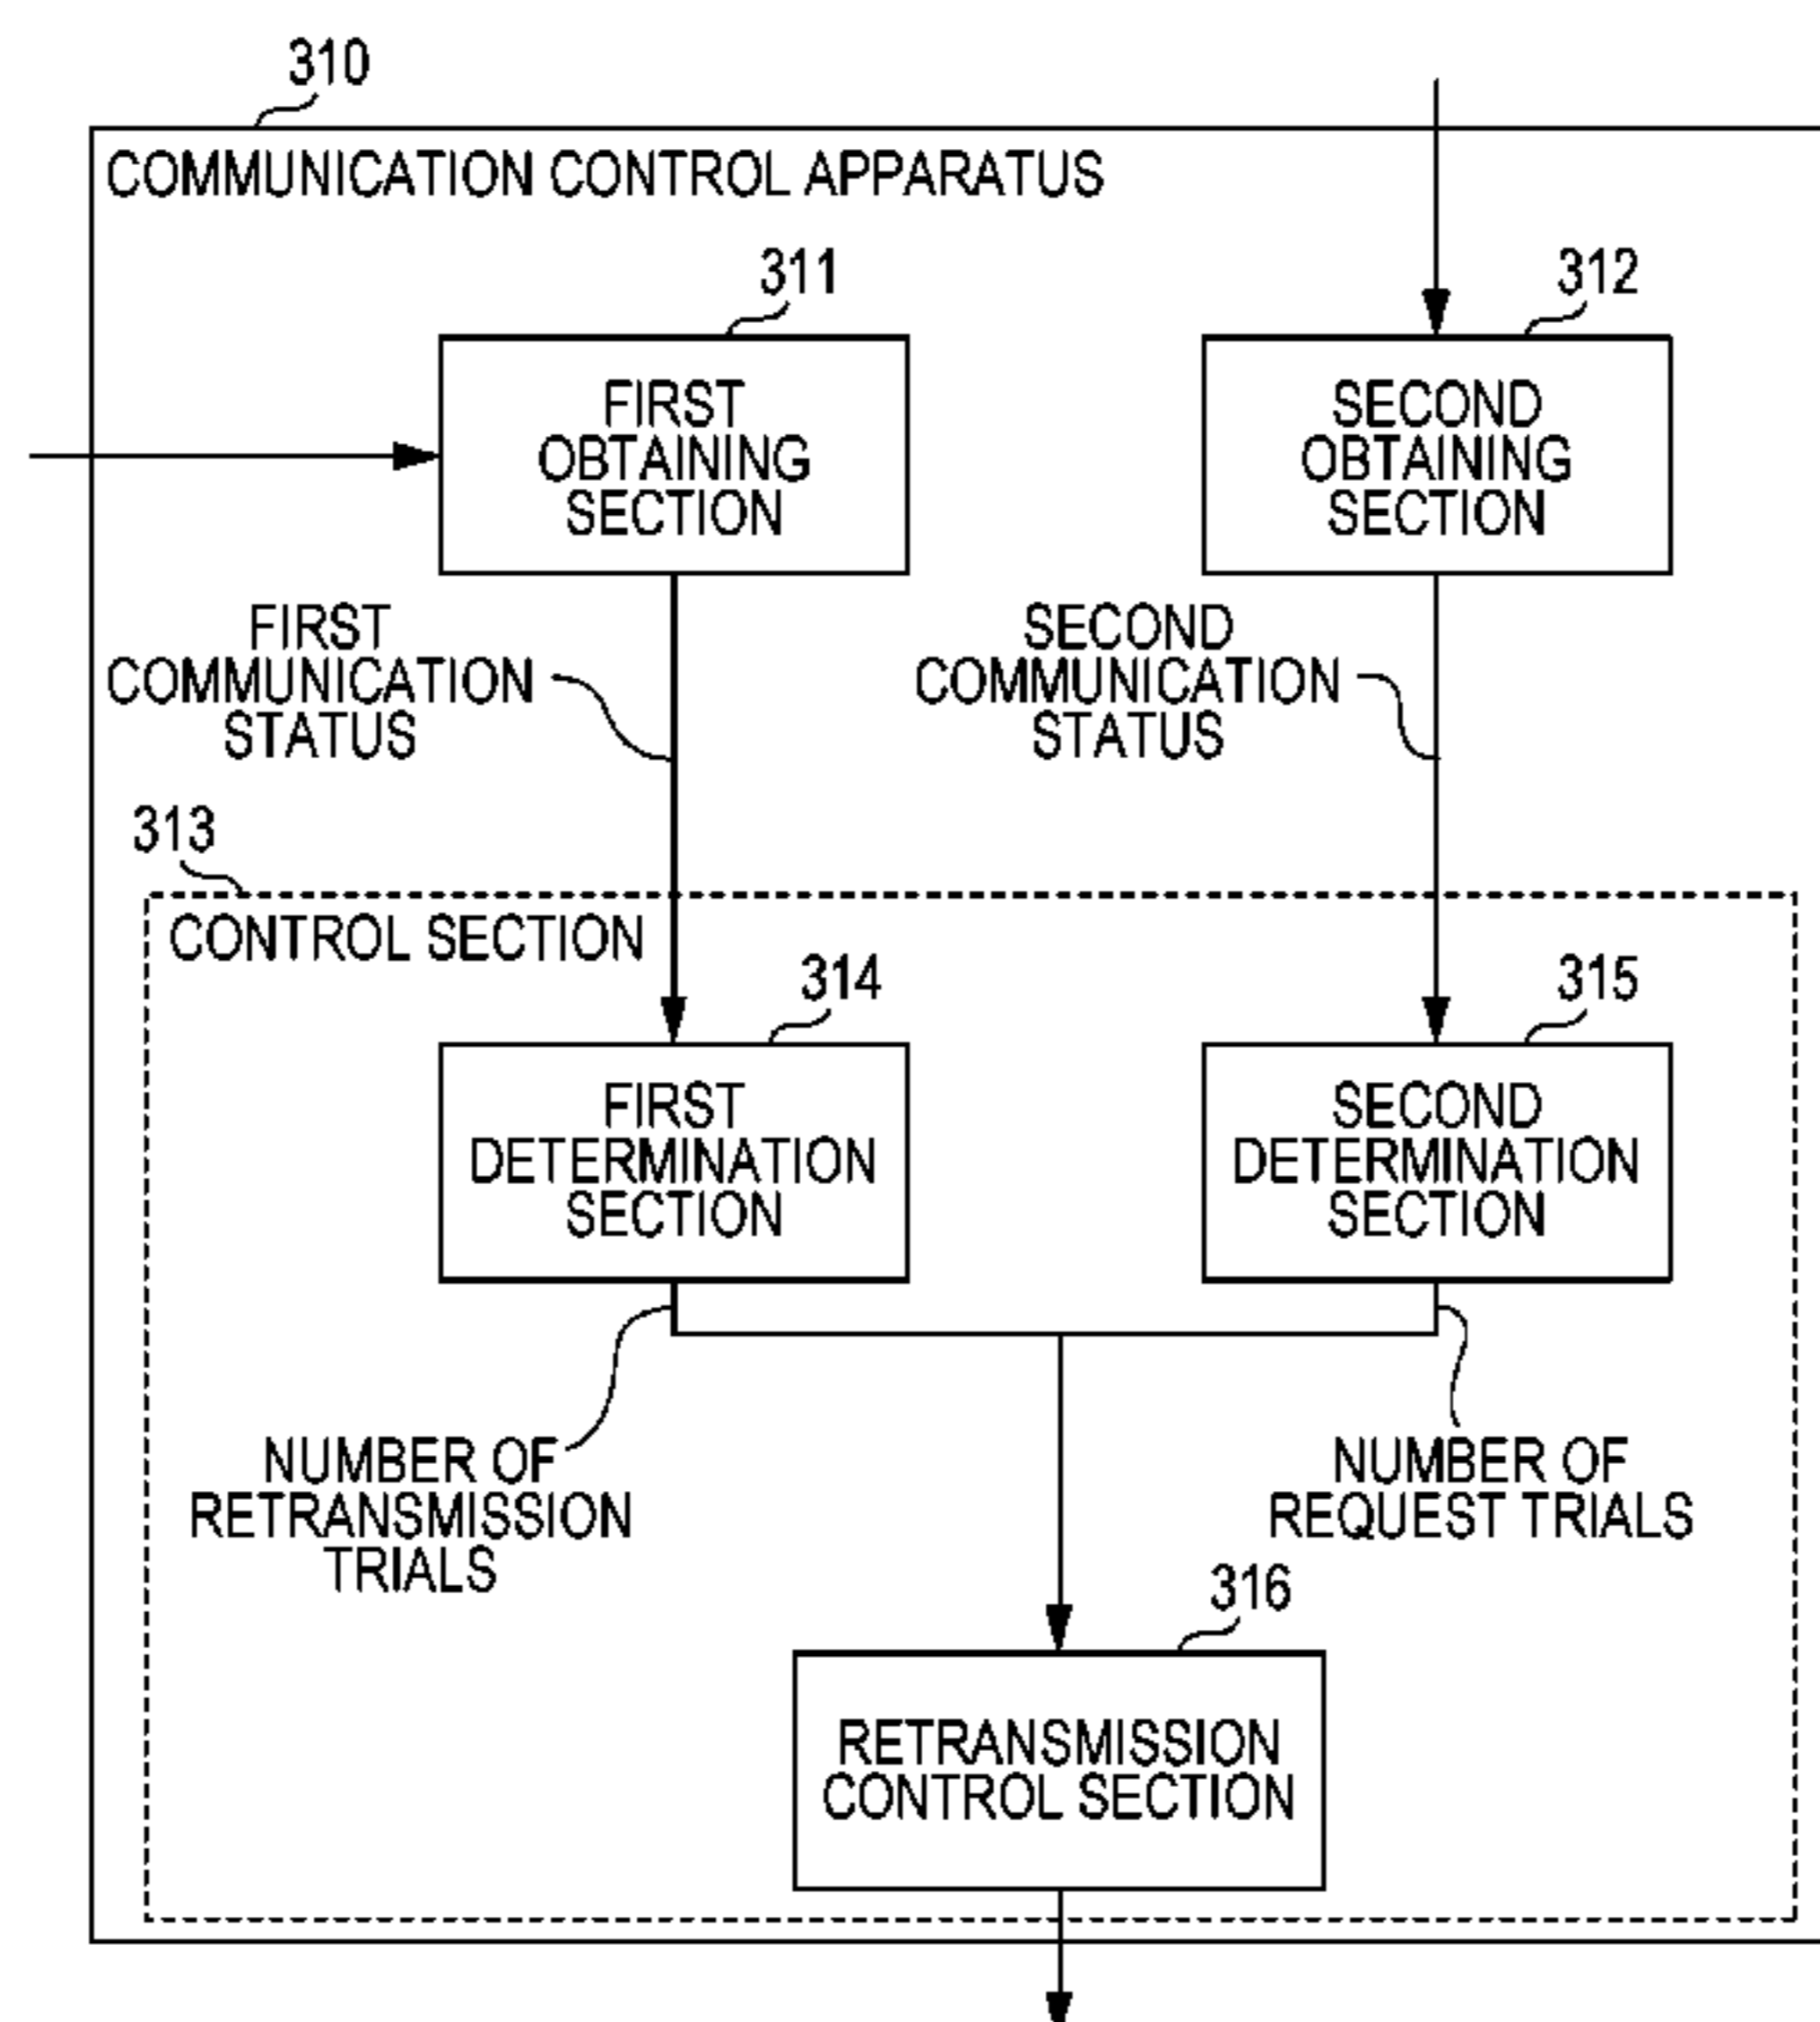 310
COMMUNICATION CONTROL APPARATUS
311
312
FIRST
OBTAINING
SECTION
SECOND
OBTAINING
SECTION
FIRST
COMMUNICATION
STATUS
SECOND
COMMUNICATION
STATUS
313
CONTROL SECTION
314
315
FIRST
DETERMINATION
SECTION
SECOND
DETERMINATION
SECTION
NUMBER OF
RETRANSMISSION
TRIALS
NUMBER OF
REQUEST TRIALS
316
RETRANSMISSION
CONTROL SECTION